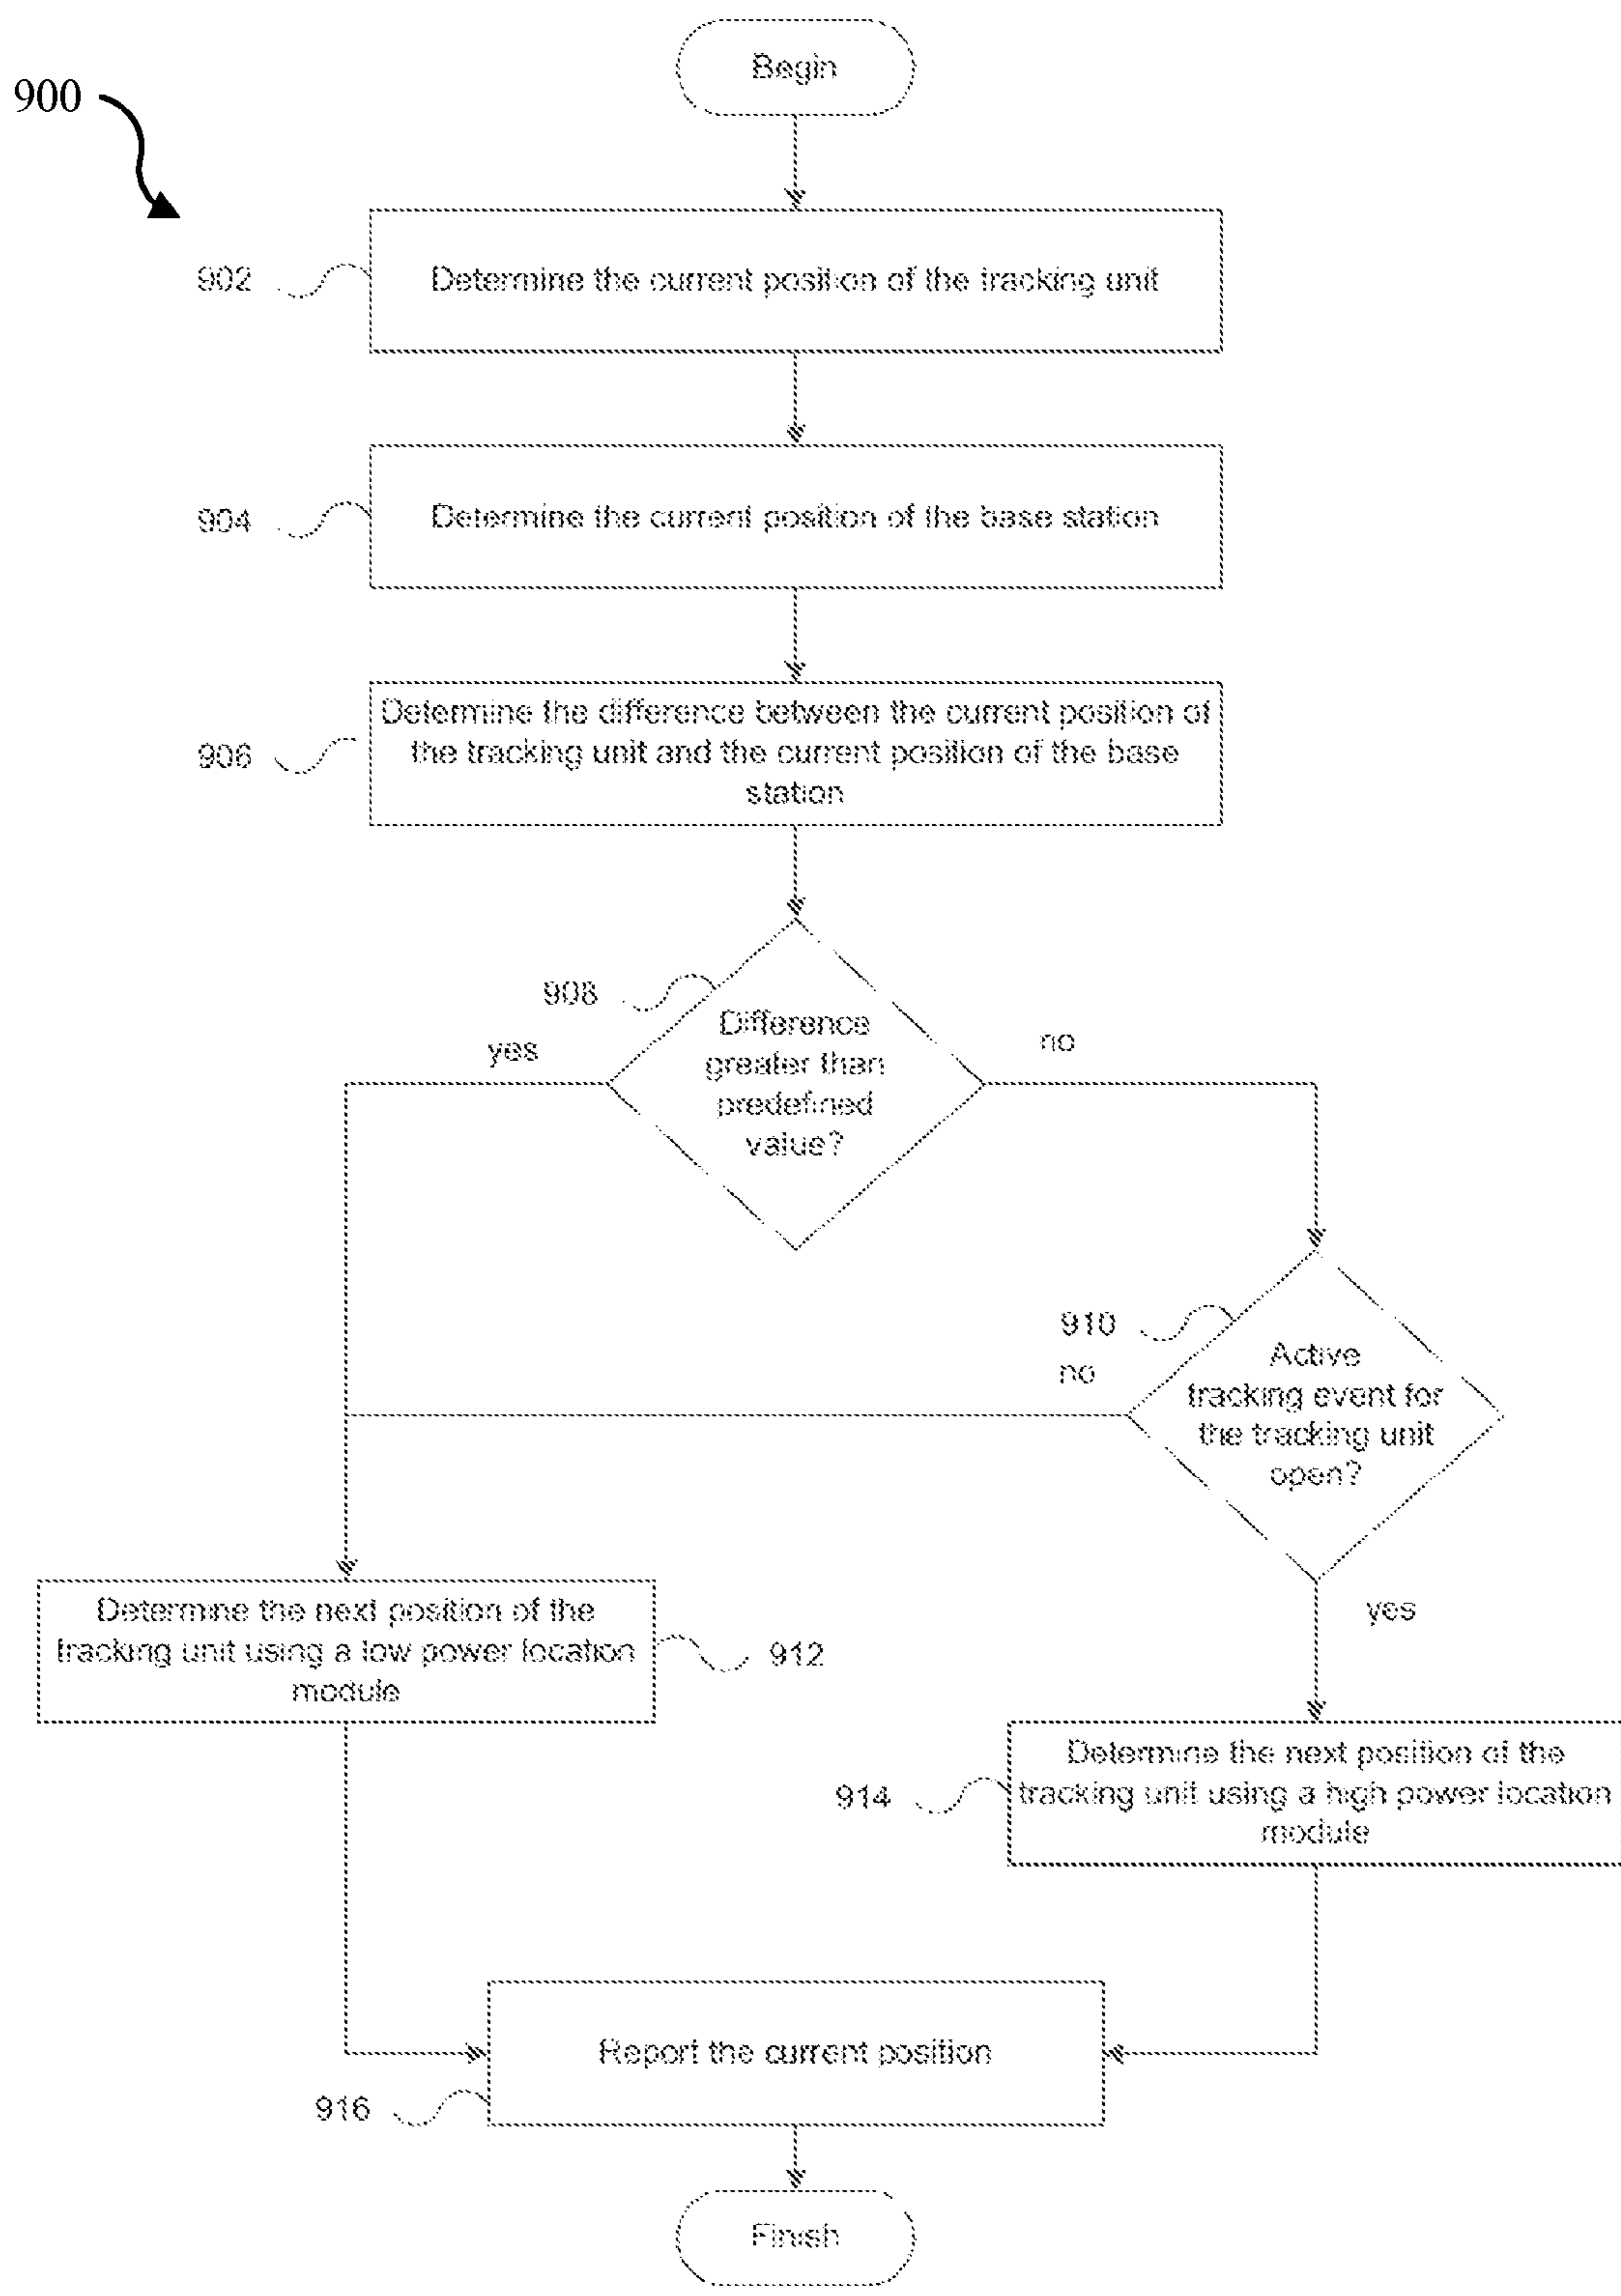 Begin
900
902
Determine the current position of the tracking unit
904
Determine the current position of the base station
906
Determine the difference between the current position of
the tracking unit and the current position of the base
station
908
Difference
greater than
predefined
value?
yes
no
910
no
Active
tracking event for
the tracking unit
open?
yes
Determine the next position of the
tracking unit using a low power location
module
912
914
Determine the next position of the
tracking unit using a high power location
module
Report the current position
916
Finish